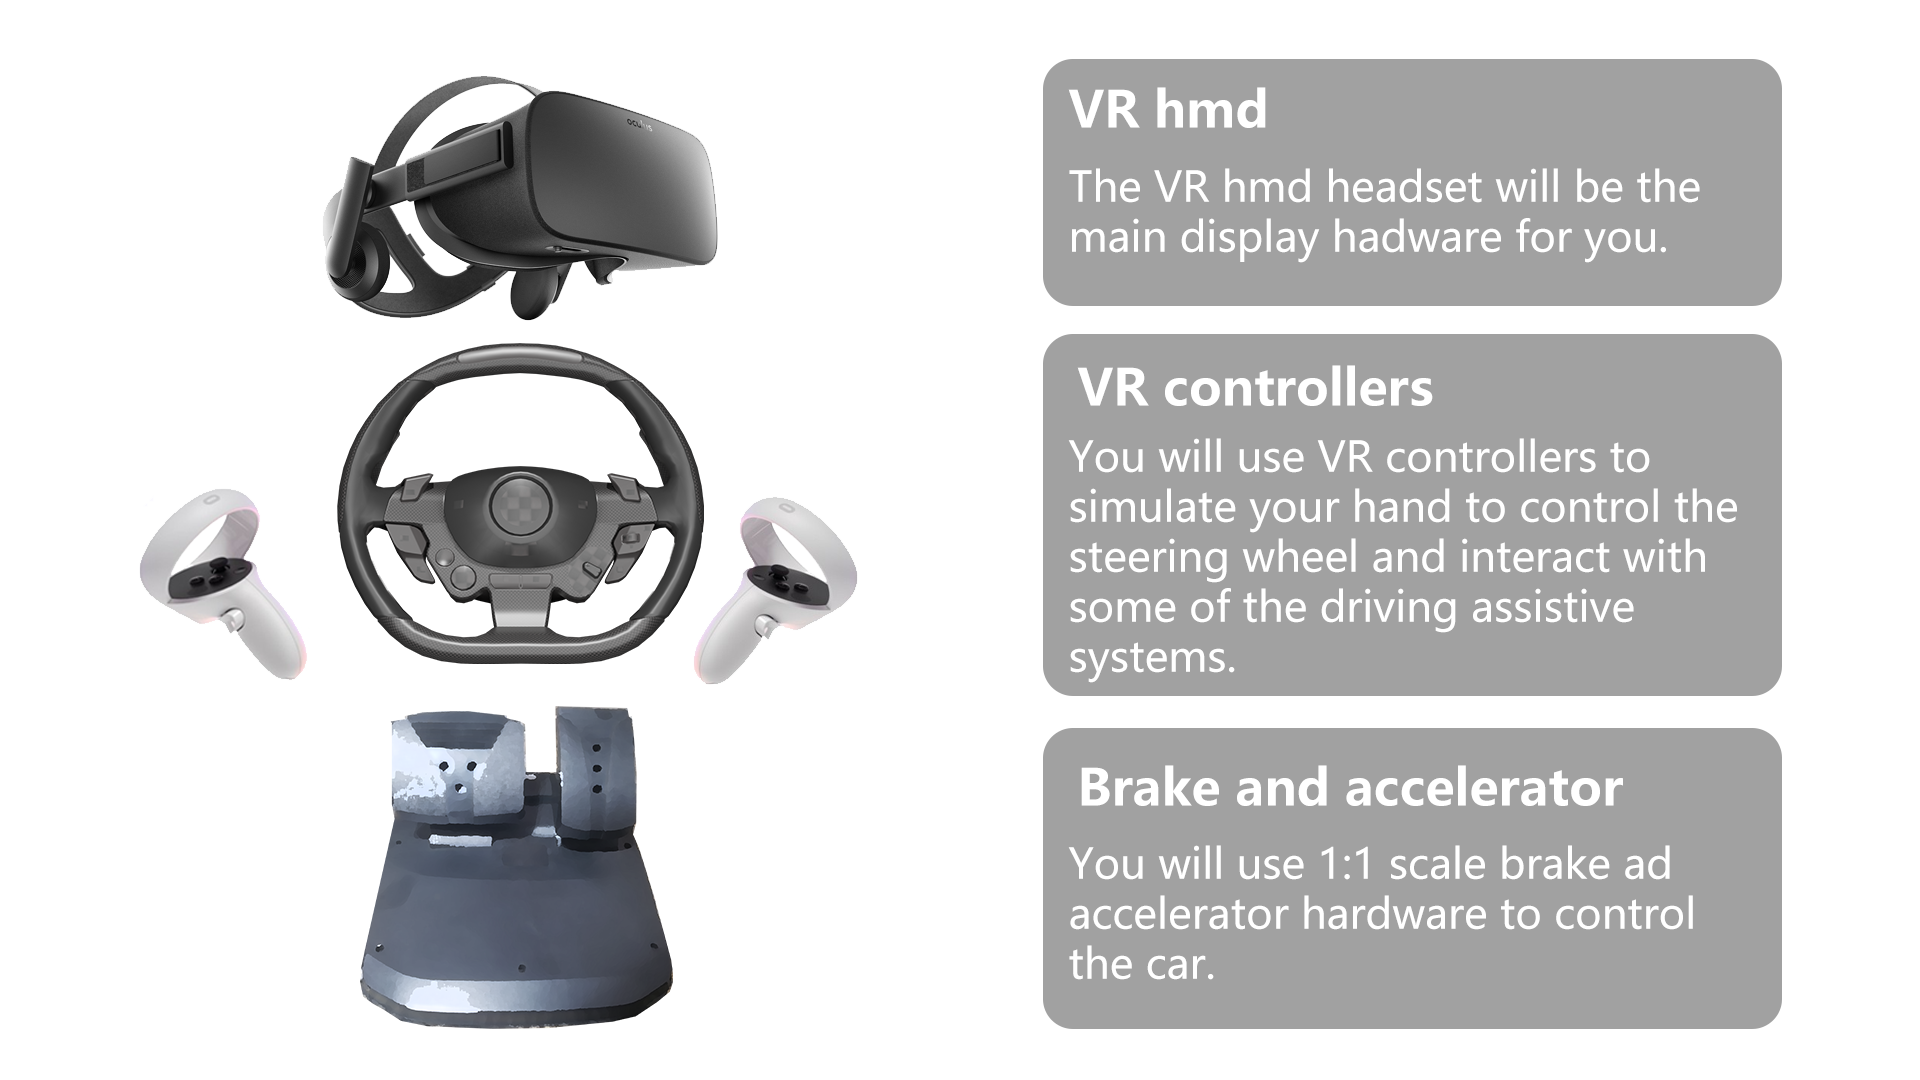 oculus
VR hmd
The VR hmd headset will be the
main display hadware for you.
VR controllers
You will use VR controllers to
simulate your hand to control the
steering wheel and interact with
some of the driving assistive
systems.
Brake and accelerator
You will use 1:1 scale brake ad
accelerator hardware to control
the car.